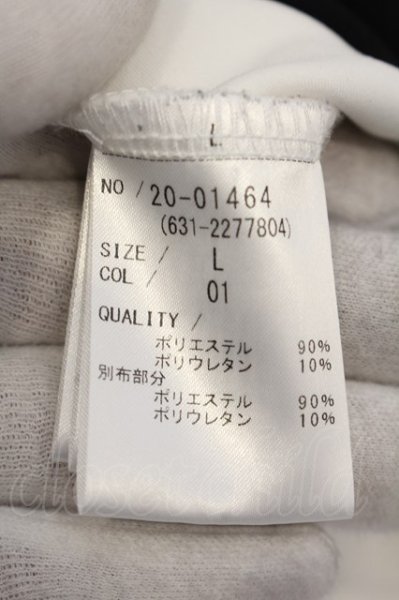 L
NO / 20-01464
(631-2277804)
SIZE / L
COL / 01
QUALITY /
ポリエステル 90%
ポリウレタン 10%
別布部分
ポリエステル 90%
ポリウレタン 10%